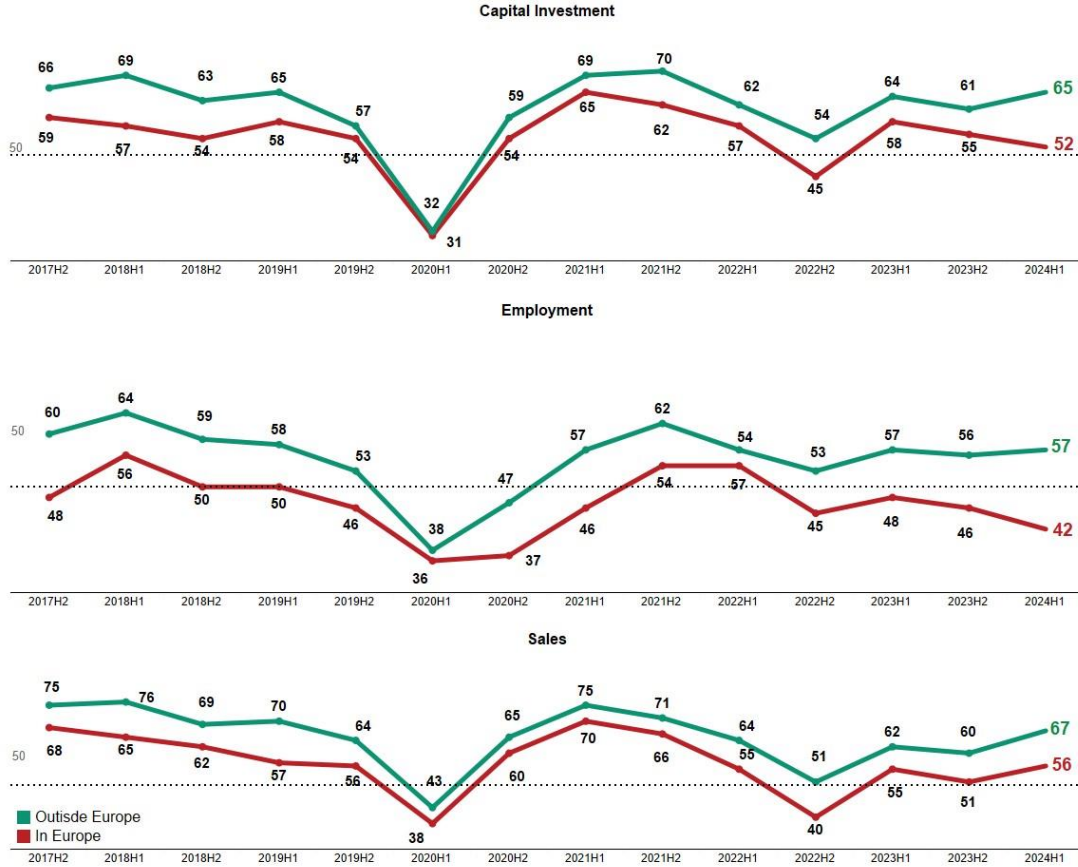 Capital Investment
66 69 63 65 57 32 59 69 70 62 54 64 61 65
50
59 57 54 58 54 31 54 65 62 57 45 58 55 52
2017H2 2018H1 2018H2 2019H1 2019H2 2020H1 2020H2 2021H1 2021H2 2022H1 2022H2 2023H1 2023H2 2024H1
Employment
60 64 59 58 53 38 47 57 62 54 53 57 56 57
50
48 56 50 50 46 36 37 46 54 57 45 48 46 42
2017H2 2018H1 2018H2 2019H1 2019H2 2020H1 2020H2 2021H1 2021H2 2022H1 2022H2 2023H1 2023H2 2024H1
Sales
75 76 69 70 64 43 65 75 71 64 51 62 60 67
50
68 65 62 57 56 38 60 70 66 55 40 55 51 56
Outisde Europe
In Europe
2017H2 2018H1 2018H2 2019H1 2019H2 2020H1 2020H2 2021H1 2021H2 2022H1 2022H2 2023H1 2023H2 2024H1